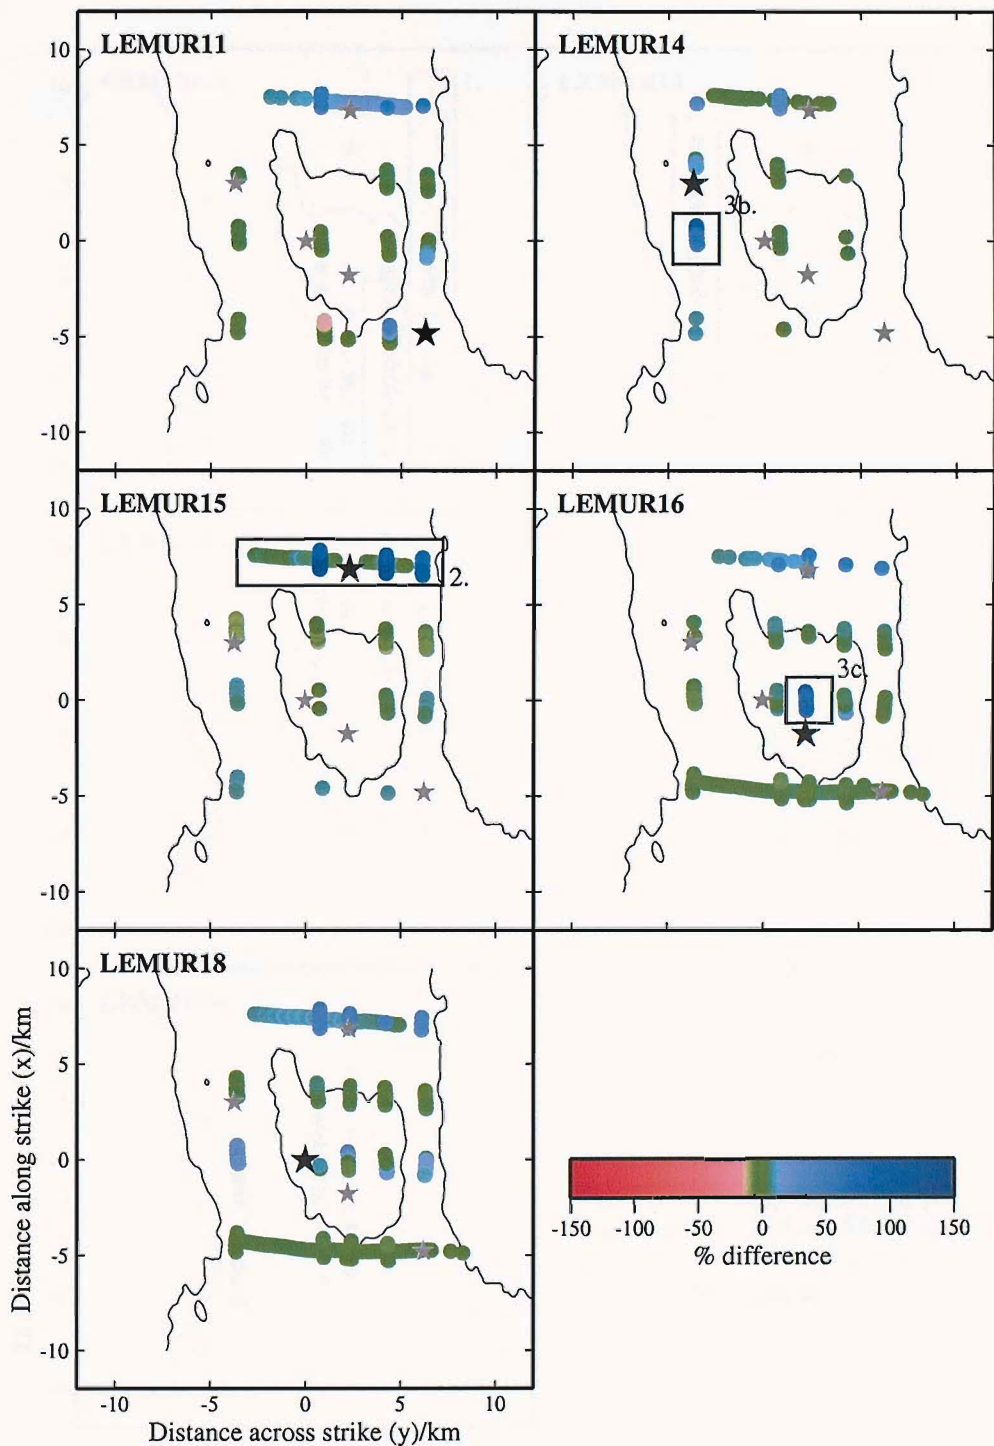 LEMUR11
LEMUR14
10
5
0
-5
-10
3b.
LEMUR15
LEMUR16
10
5
0
-5
-10
2.
3c.
LEMUR18
10
5
0
-5
-10
Distance along strike (x)/km
-10 -5 0 5 10
Distance across strike (y)/km
-150 -100 -50 0 50 100 150
% difference